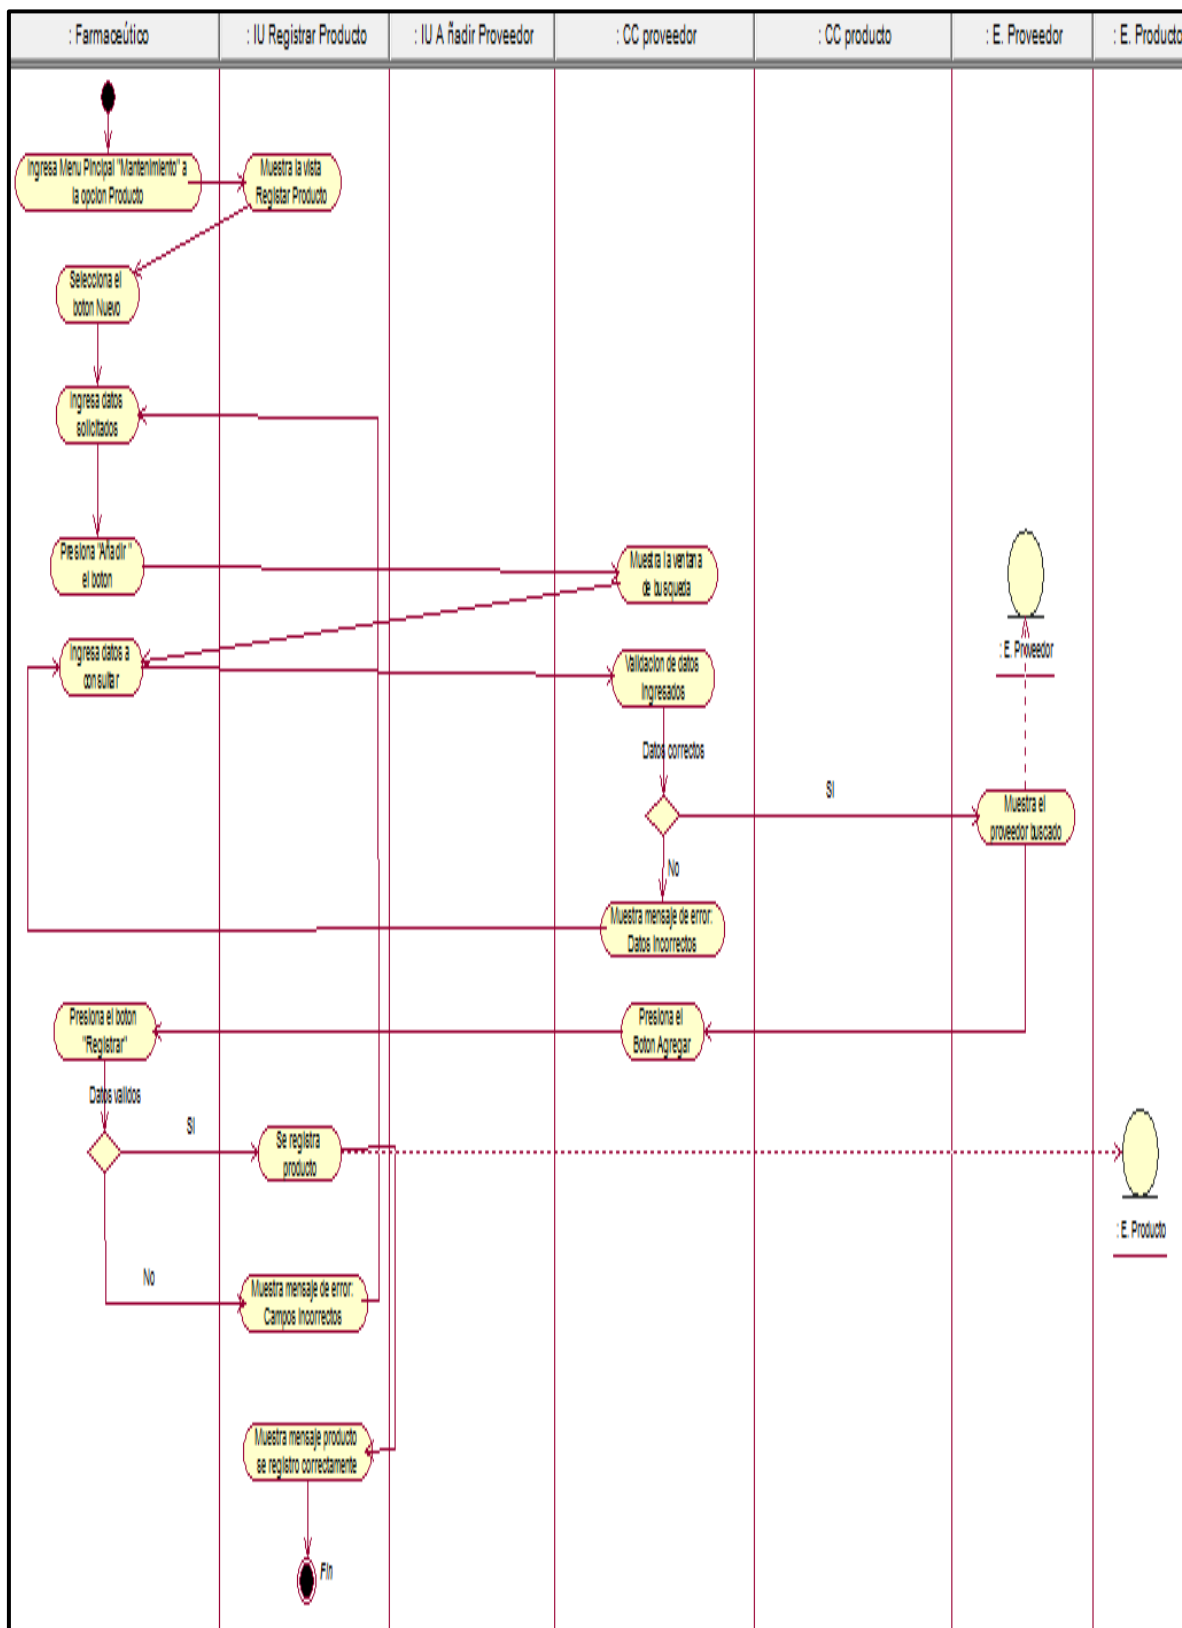 : Farmaceútico
: IU Registrar Producto
: IU A ñadir Proveedor
: CC proveedor
: CC producto
: E. Proveedor
: E. Producto
Ingresa Menu Pincipal "Mantenimiento" a
la opcion Producto
Muestra la vista
Registar Producto
Selecciona el
boton Nuevo
Ingresa datos
solicitados
Presiona "Añadir "
el boton
Muestra la ventana
de busqueda
: E. Proveedor
Ingresa datos a
consultar
Validacion de datos
Ingresados
Datos correctos
SI
Muestra el
proveedor buscado
No
Muestra mensaje de error:
Datos Incorrectos
Presiona el boton
"Registrar"
Presiona el
Boton Agregar
Datos validos
SI
Se registra
producto
: E. Producto
No
Muestra mensaje de error:
Campos Incorrectos
Muestra mensaje producto
se registro correctamente
Fin